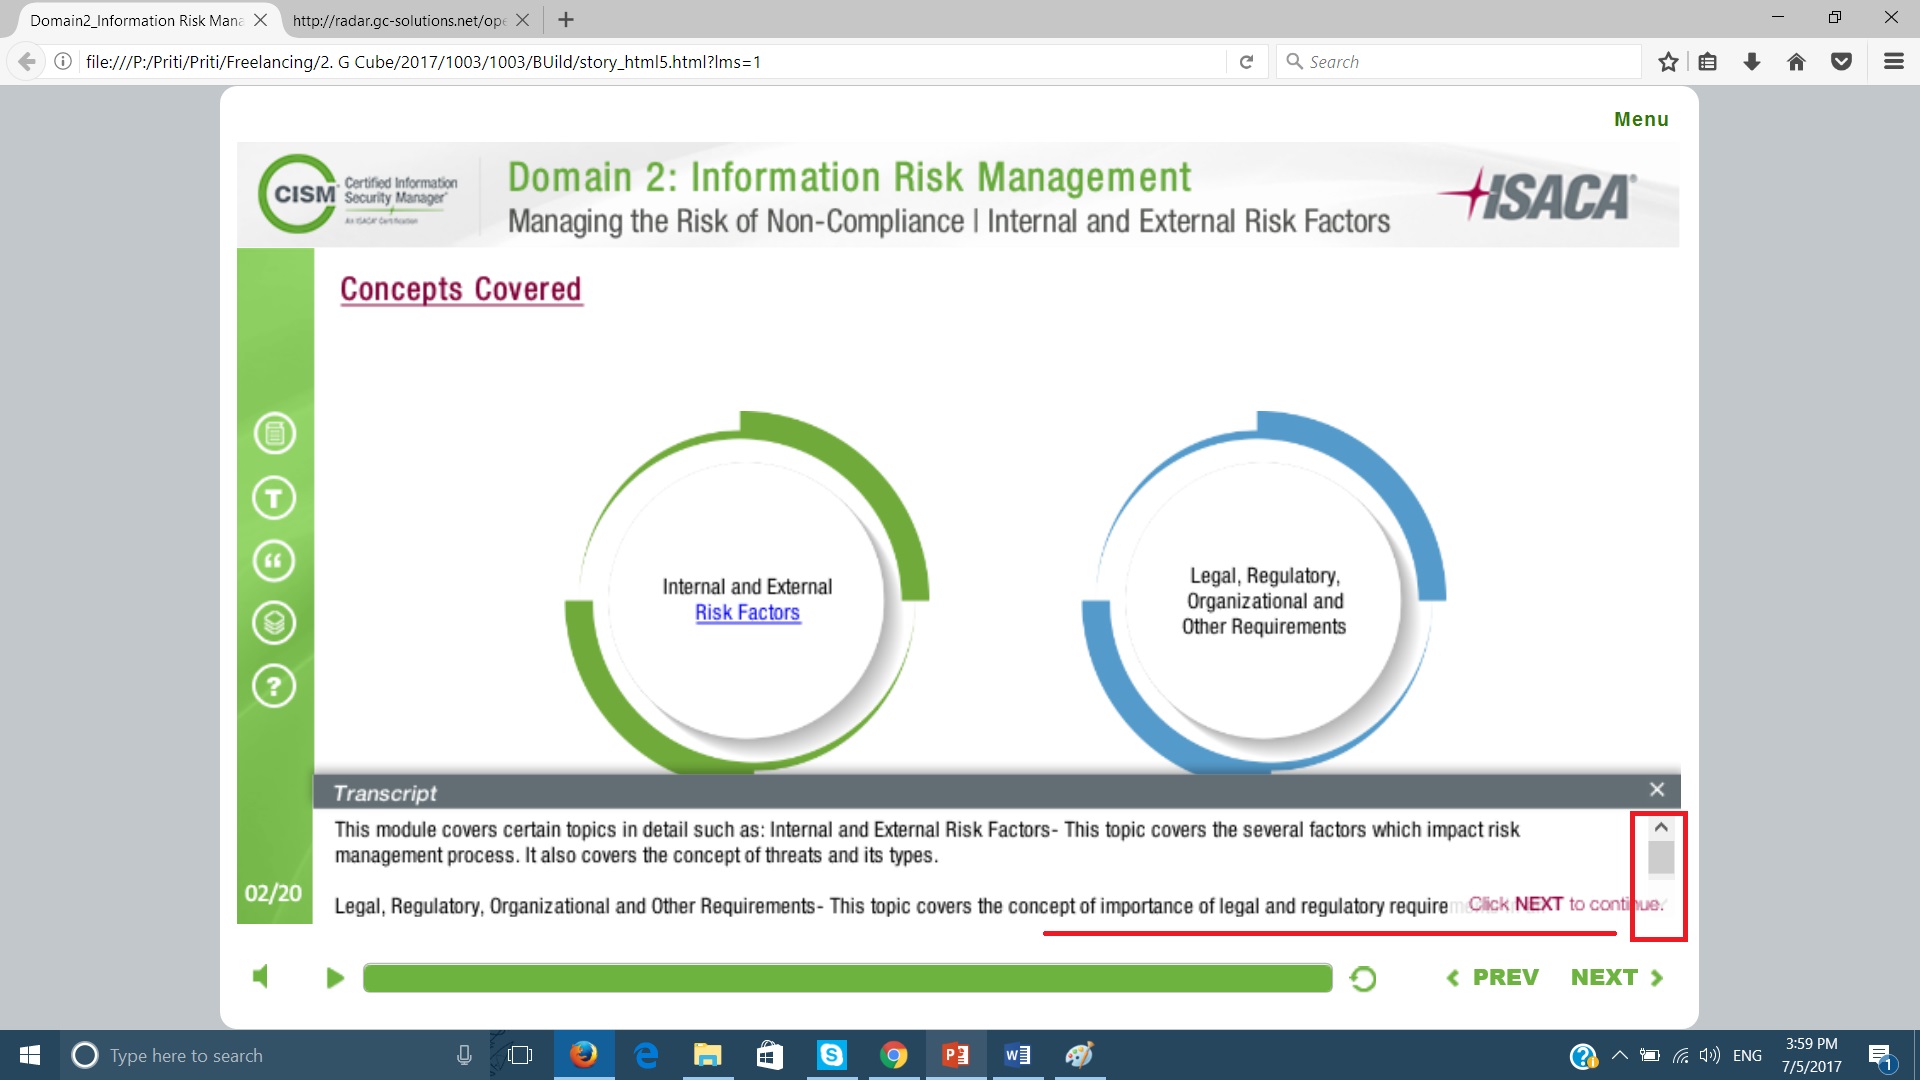 Domain2_Information Risk Mana
http://radar.gc-solutions.net/ope
file:///P:/Priti/Priti/Freelancing/2. G Cube/2017/1003/1003/BUild/story_html5.html?lms=1
Search
Menu
CISM
Certified Information
Security Manager
An ISACA Certification
Domain 2: Information Risk Management
Managing the Risk of Non-Compliance | Internal and External Risk Factors
ISACA
Concepts Covered
T
?
Internal and External
Risk Factors
Legal, Regulatory,
Organizational and
Other Requirements
Transcript
This module covers certain topics in detail such as: Internal and External Risk Factors- This topic covers the several factors which impact risk
management process. It also covers the concept of threats and its types.
Legal, Regulatory, Organizational and Other Requirements- This topic covers the concept of importance of legal and regulatory require
Click NEXT to continue.
02/20
PREV
NEXT
Type here to search
ENG
3:59 PM
7/5/2017
1